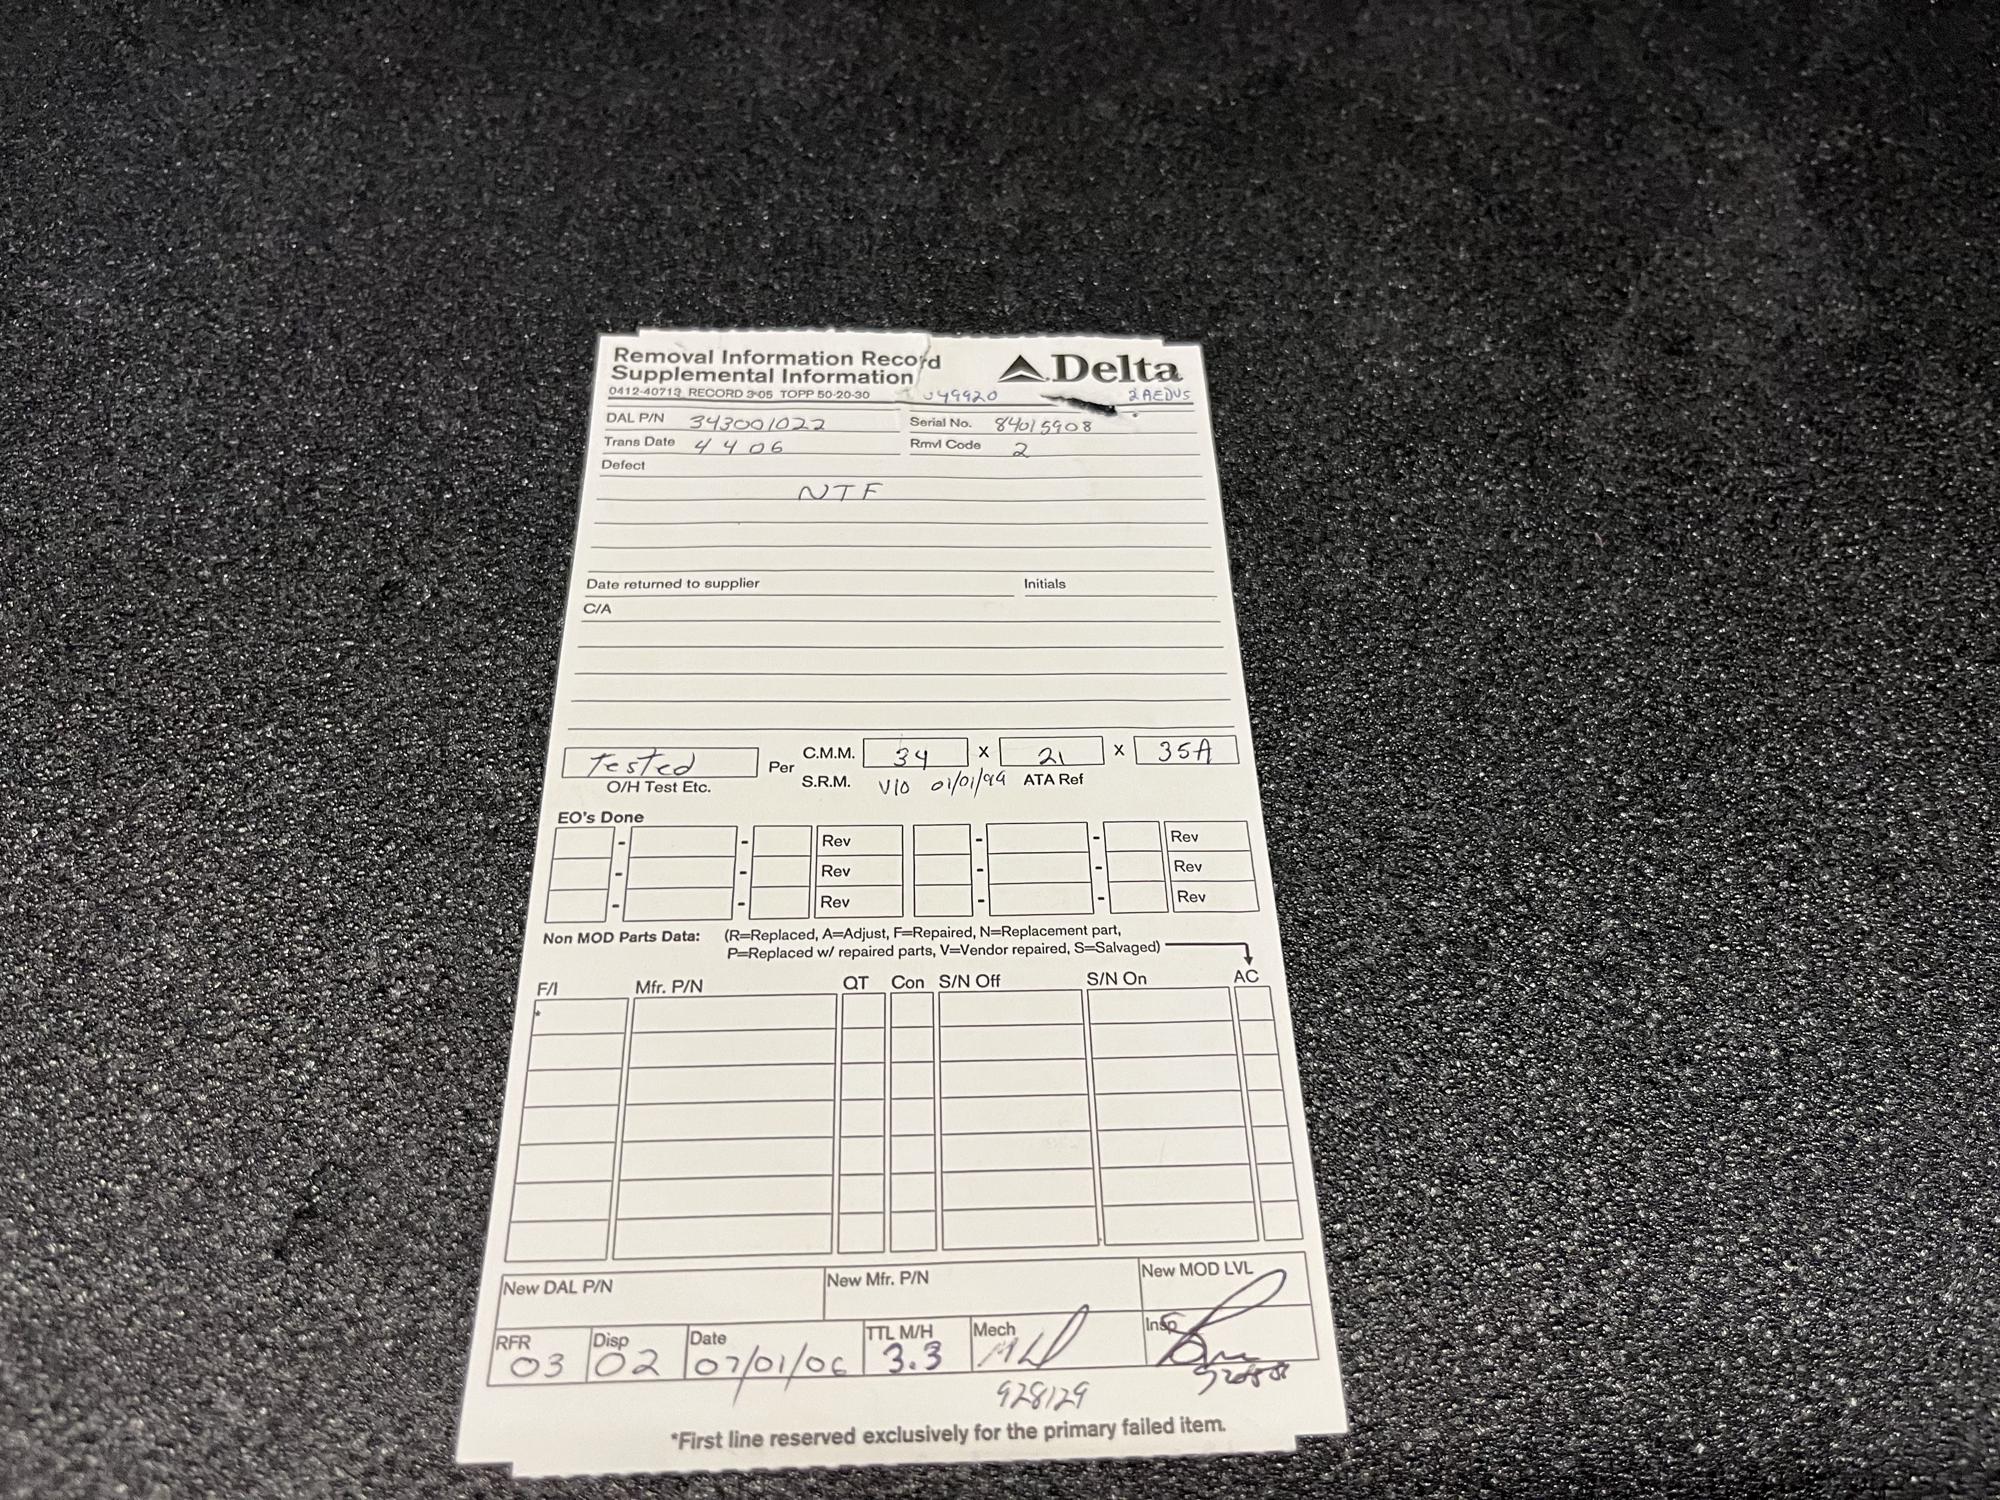 Removal Information Record
Supplemental Information
Delta
0412-40713 RECORD 3-05 TOPP 50-20-30 049920 2AEDUS
DAL P/N 343001022 Serial No. 84015908
Trans Date 4 4 06 Rmvl Code 2
Defect
NTF
Date returned to supplier Initials
C/A
Tested Per C.M.M. 34 x 21 x 35A
O/H Test Etc. S.R.M. V10 01/01/99 ATA Ref
EO's Done
- - Rev - - Rev
- - Rev - - Rev
- - Rev - - Rev
Non MOD Parts Data: (R=Replaced, A=Adjust, F=Repaired, N=Replacement part,
P=Replaced w/ repaired parts, V=Vendor repaired, S=Salvaged)
F/I Mfr. P/N QT Con S/N Off S/N On AC
*
New DAL P/N New Mfr. P/N New MOD LVL
RFR 03 Disp 02 Date 07/01/06 TTL M/H 3.3 Mech Insp
928129
*First line reserved exclusively for the primary failed item.